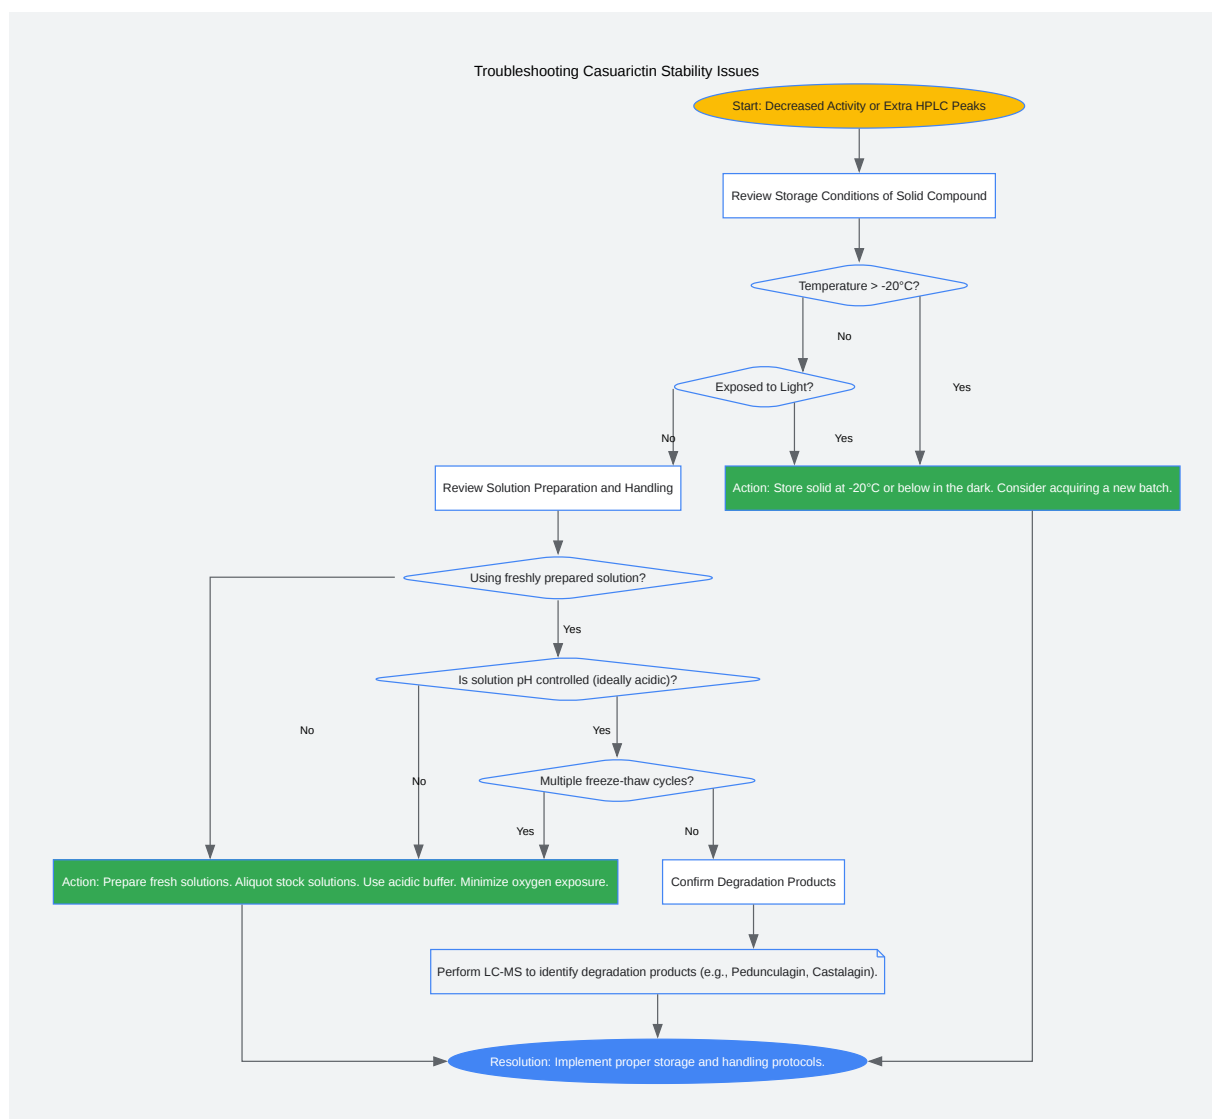 Troubleshooting Casuarictin Stability Issues
Start: Decreased Activity or Extra HPLC Peaks
Review Storage Conditions of Solid Compound
Temperature > -20°C?
No
Exposed to Light?
Yes
No
Yes
Review Solution Preparation and Handling
Action: Store solid at -20°C or below in the dark. Consider acquiring a new batch.
Using freshly prepared solution?
Yes
Is solution pH controlled (ideally acidic)?
No
Yes
No
Multiple freeze-thaw cycles?
Yes
No
Action: Prepare fresh solutions. Aliquot stock solutions. Use acidic buffer. Minimize oxygen exposure.
Confirm Degradation Products
Perform LC-MS to identify degradation products (e.g., Pedunculagin, Castalagin).
Resolution: Implement proper storage and handling protocols.